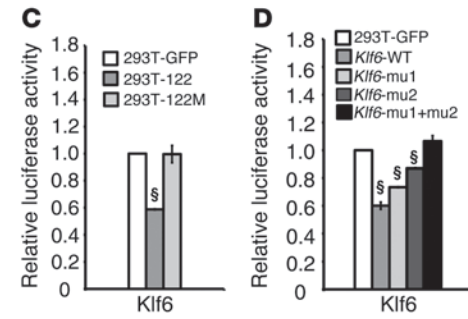 C
Relative luciferase activity
1.8
1.6
1.4
1.2
1.0
0.8
0.6
0.4
0.2
0
293T-GFP
293T-122
293T-122M
§
Klf6
D
Relative luciferase activity
1.8
1.6
1.4
1.2
1.0
0.8
0.6
0.4
0.2
0
293T-GFP
Klf6-WT
Klf6-mu1
Klf6-mu2
Klf6-mu1+mu2
§
§
§
Klf6